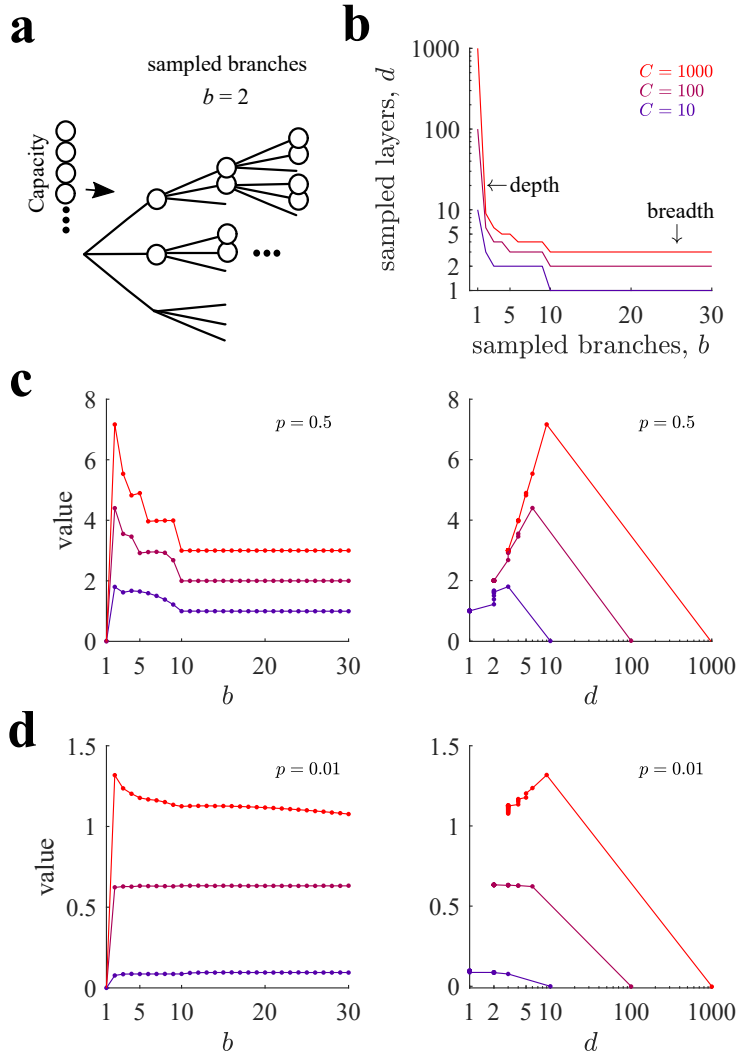 a
sampled branches
b = 2
Capacity
b
sampled layers, d
1000
100
10
5
2
1
C = 1000
C = 100
C = 10
←depth
breadth
↓
1 5 10 20 30
sampled branches, b
c
value
8
6
4
2
0
p = 0.5
1 5 10 20 30
b
8
6
4
2
0
p = 0.5
1 2 5 10 100 1000
d
d
value
1.5
1
0.5
0
p = 0.01
1 5 10 20 30
b
1.5
1
0.5
0
p = 0.01
1 2 5 10 100 1000
d